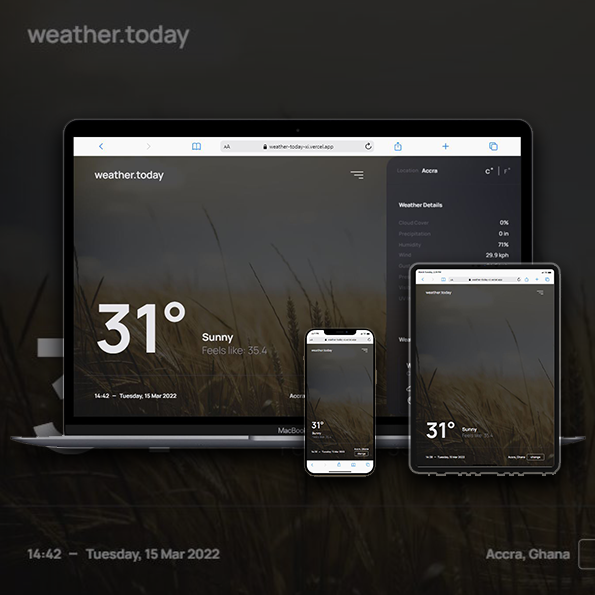 weather.today
AA weather-today-xi.vercel.app
weather.today
Location Accra C° F°
Weather Details
Cloud Cover 0%
Precipitation 0 in
Humidity 71%
Wind 29.9 kph
31° Sunny
Feels like: 35.4
14:42 — Tuesday, 15 Mar 2022
Accra
MacBook
weather.today
31°
Sunny
weather.today
31° Sunny
Feels like: 35.4
Accra, Ghana change
14:42 — Tuesday, 15 Mar 2022
Accra, Ghana